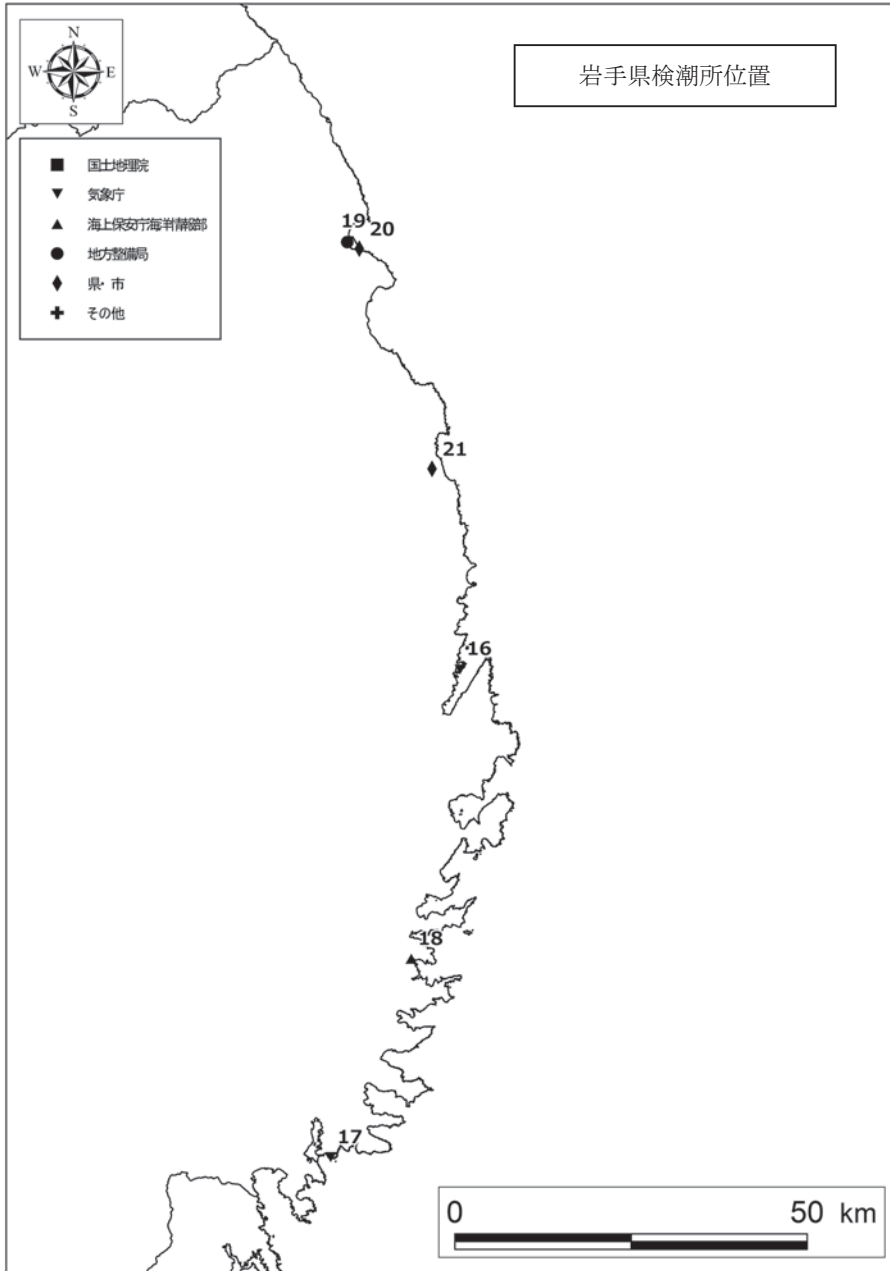 N
W E
S
岩手県検潮所位置
国土地理院
気象庁
海上保安庁海洋情報部
地方整備局
県・市
その他
19 20
21
16
18
17
0 50 km